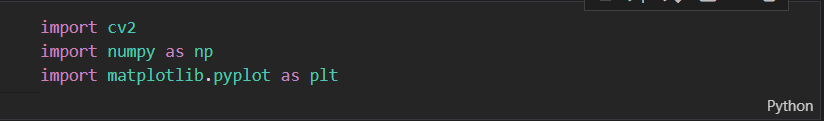 import cv2
import numpy as np
import matplotlib.pyplot as plt
Python